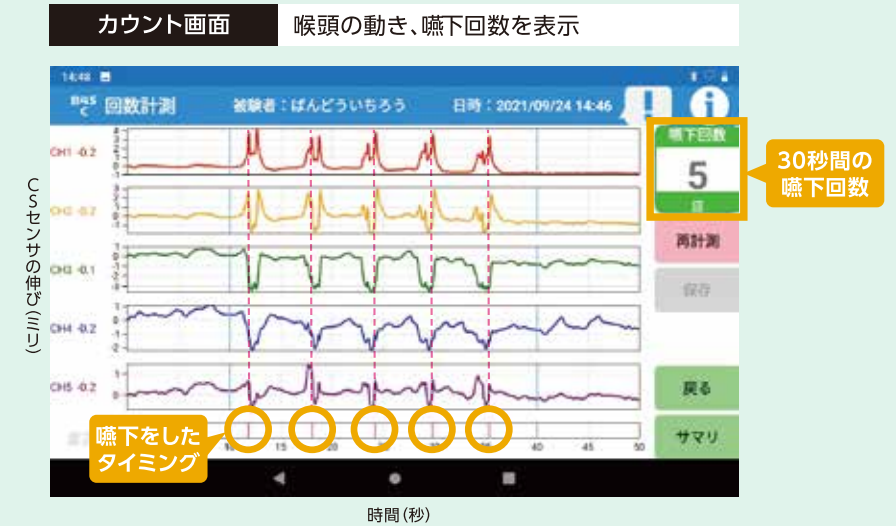 カウント画面
喉頭の動き、嚥下回数を表示
14:48
B4S
C
回数計測
被験者：ばんどういちろう
日時：2021/09/24 14:46
嚥下回数
5
回
30秒間の
嚥下回数
再計測
保存
戻る
サマリ
CSセンサの伸び（ミリ）
CH1 -0.2
CH2 -0.2
CH3 -0.1
CH4 -0.2
CH5 -0.2
嚥下をした
タイミング
10 15 20 40 45 50
時間（秒）